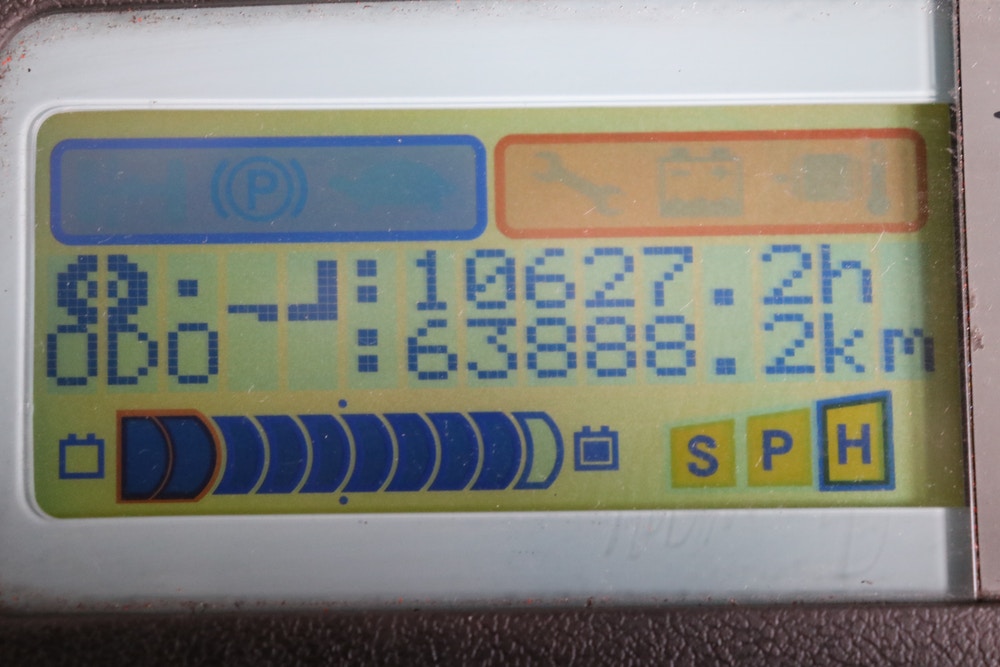 P
: 10627.2h
ODO : 63888.2km
S P H